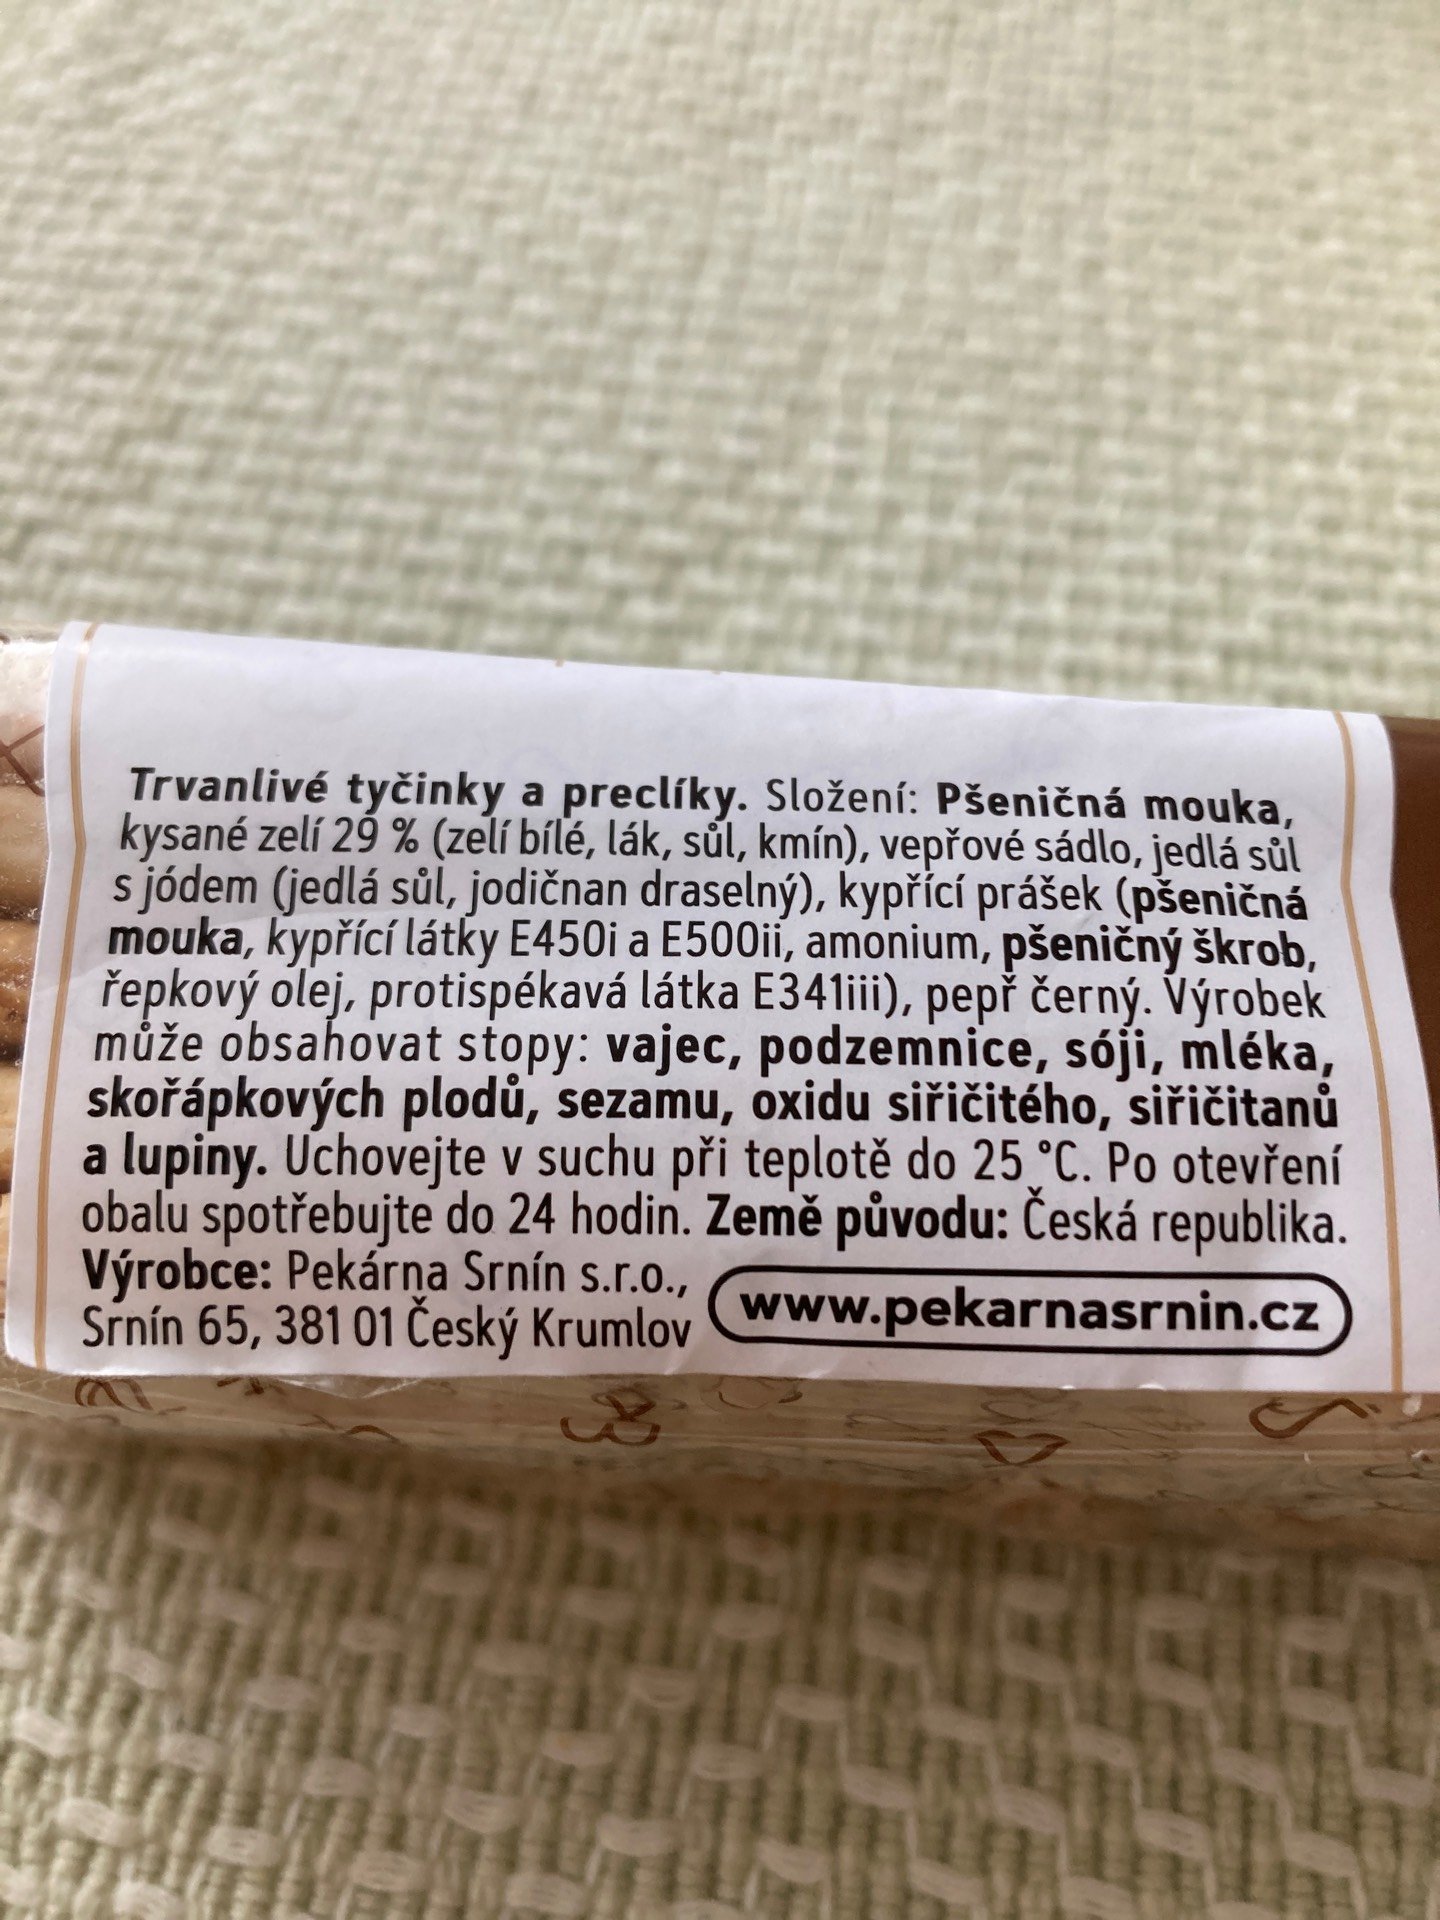 Trvanlivé tyčinky a preclíky. Složení: Pšeničná mouka,
kysané zelí 29 % (zelí bílé, lák, sůl, kmín), vepřové sádlo, jedlá sůl
s jódem (jedlá sůl, jodičnan draselný), kypřící prášek (pšeničná
mouka, kypřící látky E450i a E500ii, amonium, pšeničný škrob,
řepkový olej, protispékavá látka E341iii), pepř černý. Výrobek
může obsahovat stopy: vajec, podzemnice, sóji, mléka,
skořápkových plodů, sezamu, oxidu siřičitého, siřičitanů
a lupiny. Uchovejte v suchu při teplotě do 25 °C. Po otevření
obalu spotřebujte do 24 hodin. Země původu: Česká republika.
Výrobce: Pekárna Srnín s.r.o.,
Srnín 65, 381 01 Český Krumlov
www.pekarnasrnin.cz